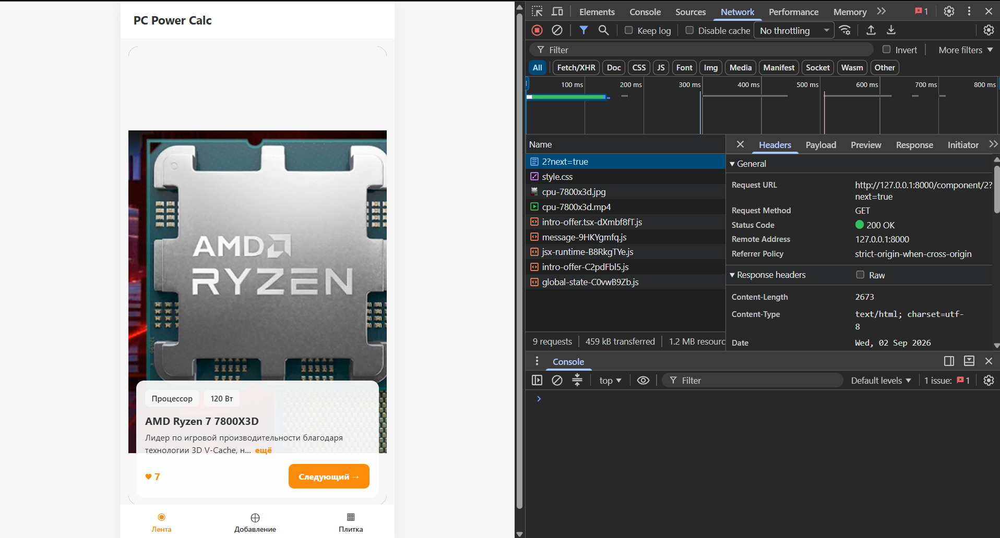 PC Power Calc
AMD
RYZEN
Процессор
120 Вт
AMD Ryzen 7 7800X3D
Лидер по игровой производительности благодаря
технологии 3D V-Cache, н... ещё
7
Следующий →
Лента
Добавление
Плитка
Elements
Console
Sources
Network
Performance
Memory
1
Keep log
Disable cache
No throttling
Filter
Invert
More filters
All
Fetch/XHR
Doc
CSS
JS
Font
Img
Media
Manifest
Socket
Wasm
Other
100 ms
200 ms
300 ms
400 ms
500 ms
600 ms
700 ms
800 ms
Name
2?next=true
style.css
cpu-7800x3d.jpg
cpu-7800x3d.mp4
intro-offer.tsx-dXmbf8fT.js
message-9HKYgmfq.js
jsx-runtime-B8RkgTYe.js
intro-offer-C2pdFbl5.js
global-state-C0vwB9Zb.js
9 requests
459 kB transferred
1.2 MB resourc
Headers
Payload
Preview
Response
Initiator
General
Request URL
http://127.0.0.1:8000/component/2?
next=true
Request Method
GET
Status Code
200 OK
Remote Address
127.0.0.1:8000
Referrer Policy
strict-origin-when-cross-origin
Response headers
Raw
Content-Length
2673
Content-Type
text/html; charset=utf-
8
Date
Wed, 02 Sep 2026
Console
top
Filter
Default levels
1 issue:
1